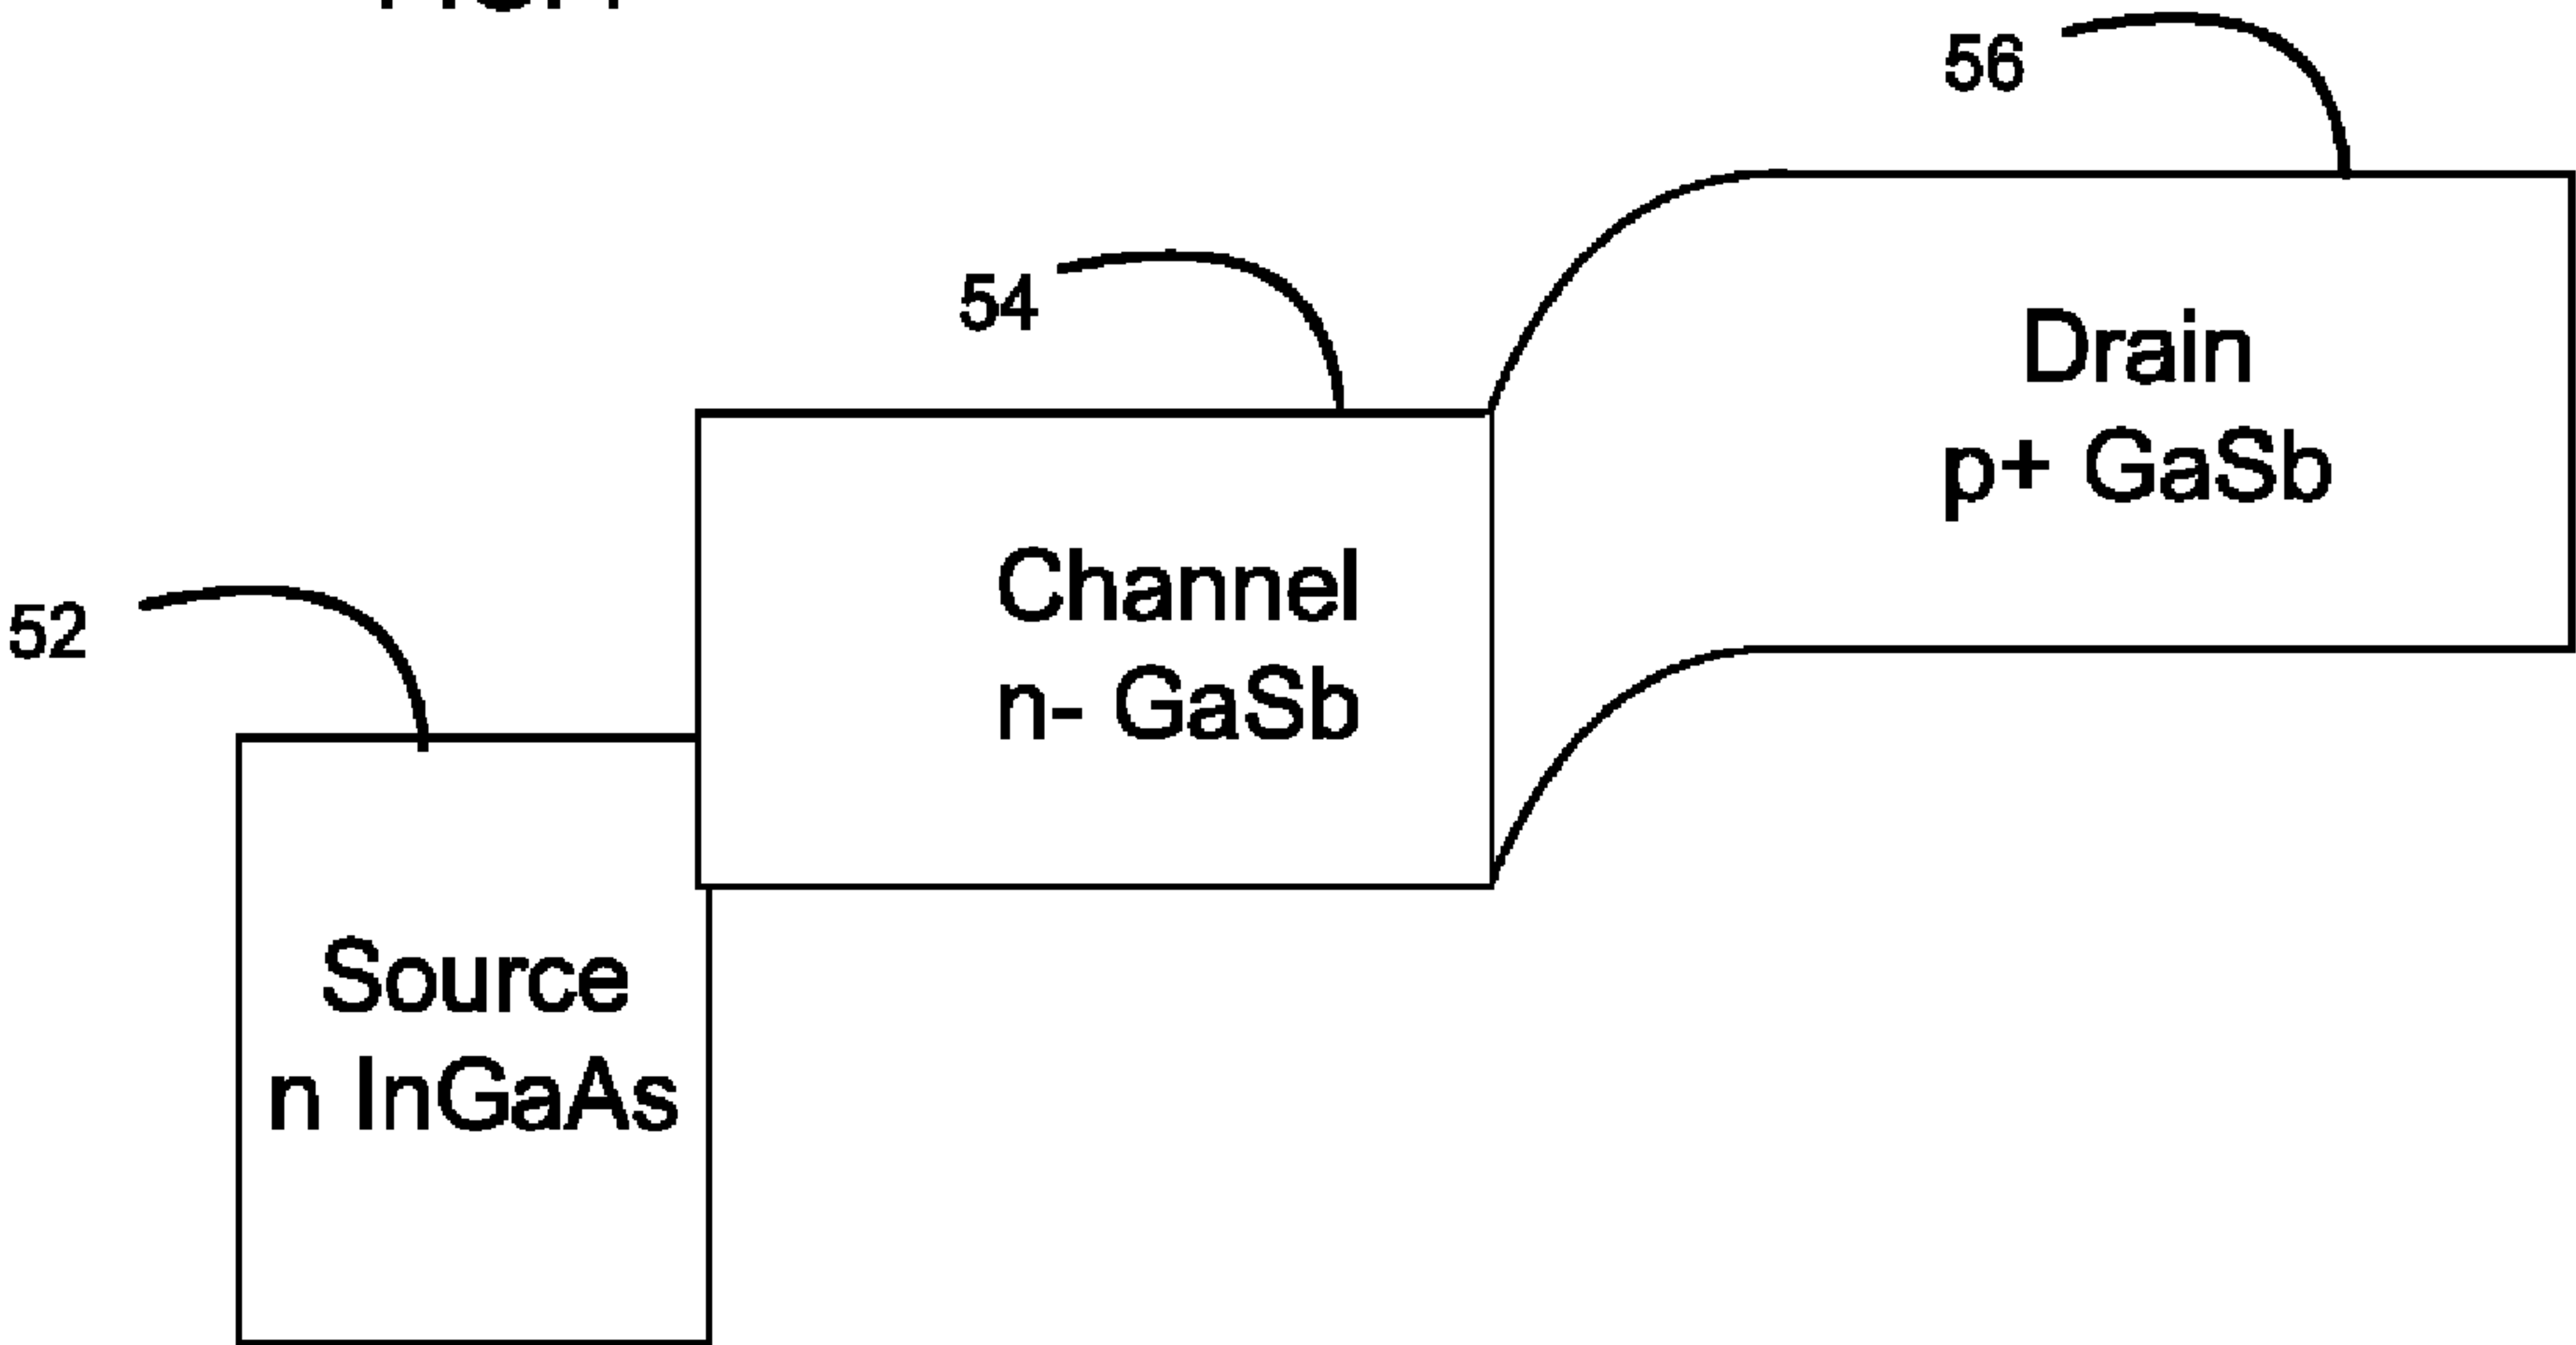 56
Drain
p+ GaSb
54
Channel
n- GaSb
52
Source
n InGaAs